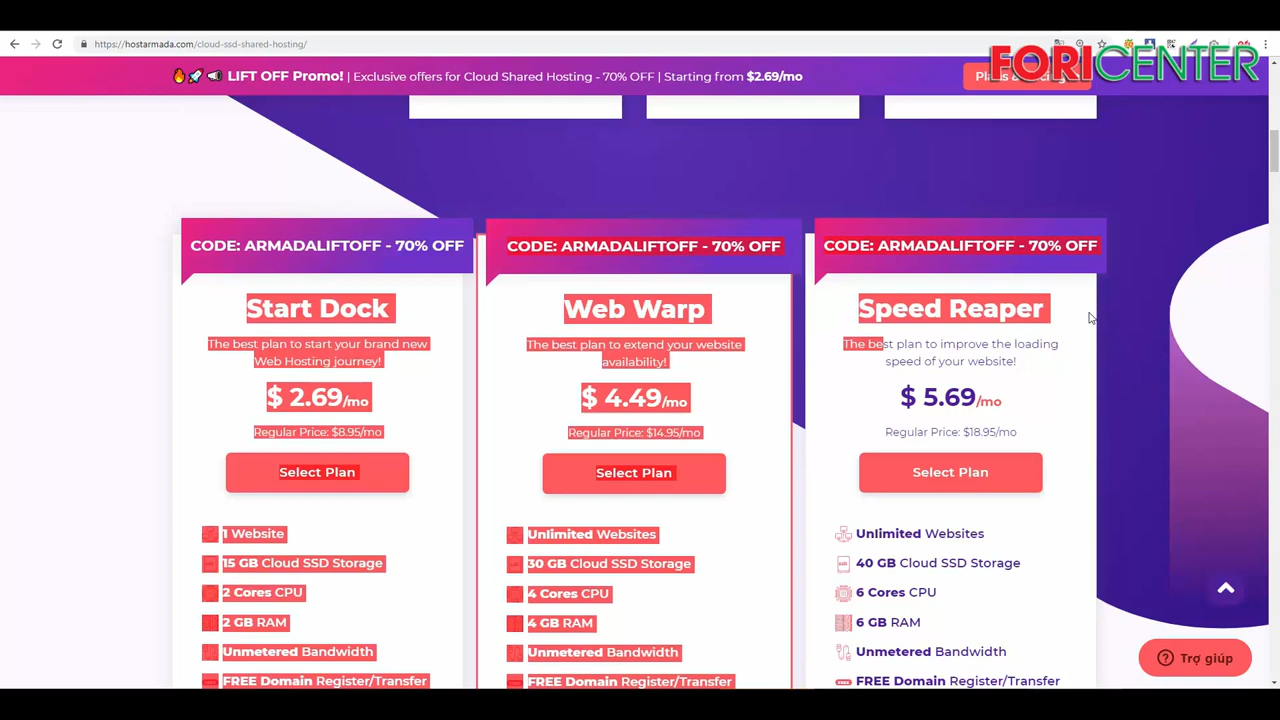 https://hostarmada.com/cloud-ssd-shared-hosting/
FORICENTER
LIFT OFF Promo! | Exclusive offers for Cloud Shared Hosting - 70% OFF | Starting from $2.69/mo
CODE: ARMADALIFTOFF - 70% OFF
Start Dock
The best plan to start your brand new
Web Hosting journey!
$ 2.69/mo
Regular Price: $8.95/mo
Select Plan
1 Website
15 GB Cloud SSD Storage
2 Cores CPU
2 GB RAM
Unmetered Bandwidth
FREE Domain Register/Transfer
CODE: ARMADALIFTOFF - 70% OFF
Web Warp
The best plan to extend your website
availability!
$ 4.49/mo
Regular Price: $14.95/mo
Select Plan
Unlimited Websites
30 GB Cloud SSD Storage
4 Cores CPU
4 GB RAM
Unmetered Bandwidth
FREE Domain Register/Transfer
CODE: ARMADALIFTOFF - 70% OFF
Speed Reaper
The best plan to improve the loading
speed of your website!
$ 5.69/mo
Regular Price: $18.95/mo
Select Plan
Unlimited Websites
40 GB Cloud SSD Storage
6 Cores CPU
6 GB RAM
Unmetered Bandwidth
FREE Domain Register/Transfer
Trợ giúp